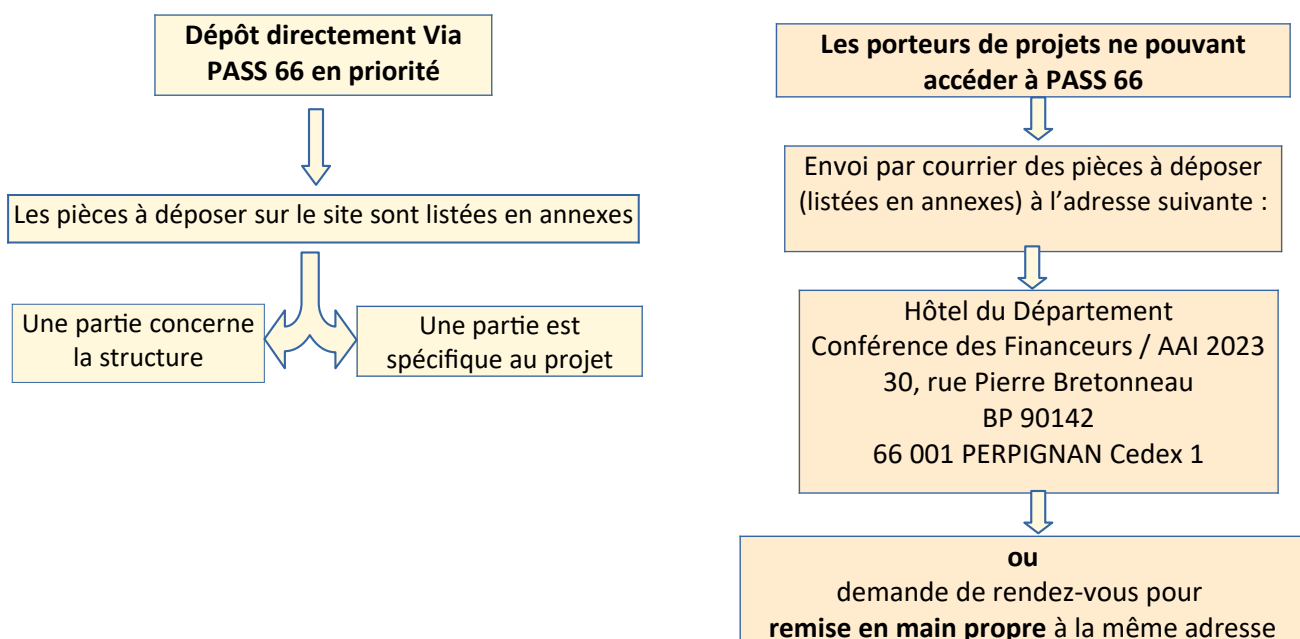 Dépôt directement Via
PASS 66 en priorité
Les pièces à déposer sur le site sont listées en annexes
Une partie concerne
la structure
Une partie est
spécifique au projet
Les porteurs de projets ne pouvant
accéder à PASS 66
Envoi par courrier des pièces à déposer
(listées en annexes) à l’adresse suivante :
Hôtel du Département
Conférence des Financeurs / AAI 2023
30, rue Pierre Bretonneau
BP 90142
66 001 PERPIGNAN Cedex 1
ou
demande de rendez-vous pour
remise en main propre à la même adresse